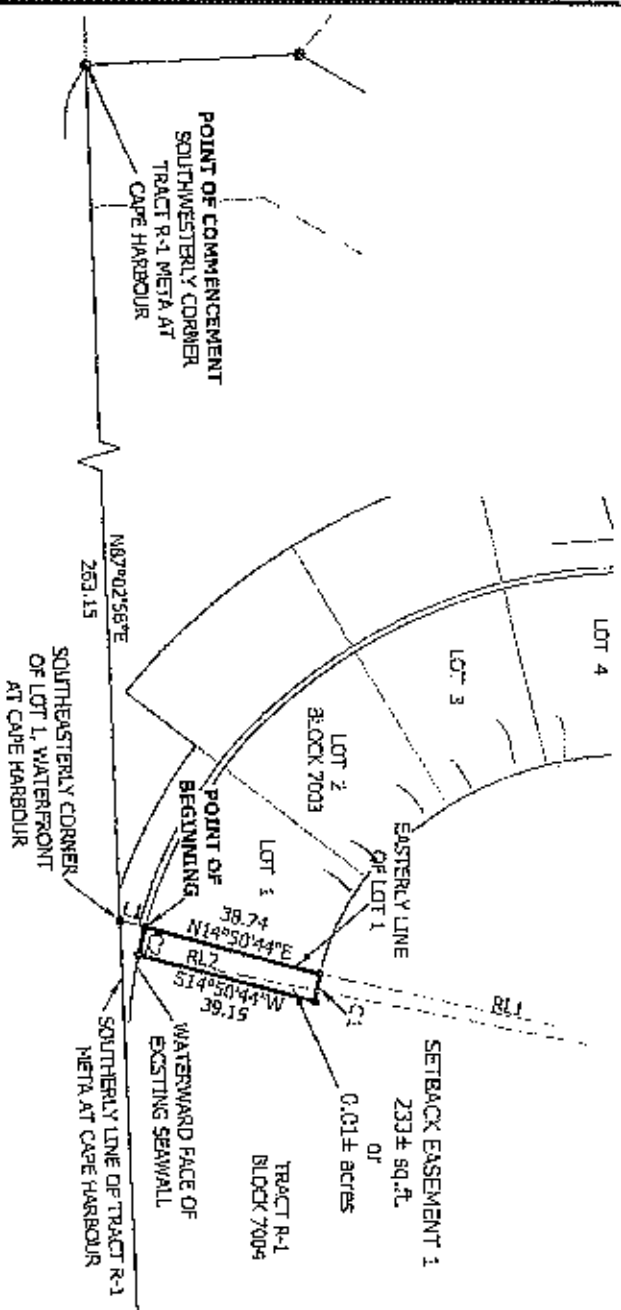 POINT OF COMMENCEMENT
SOUTHWESTERLY CORNER
TRACT R-1 META AT
CAPE HARBOUR
N87°02'58"E
263.15
SOUTHEASTERLY CORNER
OF LOT 1, WATERFRONT
AT CAPE HARBOUR
LOT 4
LOT 3
LOT 2
BLOCK 7003
LOT 1
POINT OF
BEGINNING
EASTERLY LINE
OF LOT 1
L1
38.74
N14°50'44"E
C2
RL2
S14°50'44"W
39.15
C1
RL1
SETBACK EASEMENT 1
or
233± sq.ft.
0.01± acres
TRACT R-1
BLOCK 7009
WATERWARD FACE OF
EXISTING SEAWALL
SOUTHERLY LINE OF TRACT R-1
META AT CAPE HARBOUR